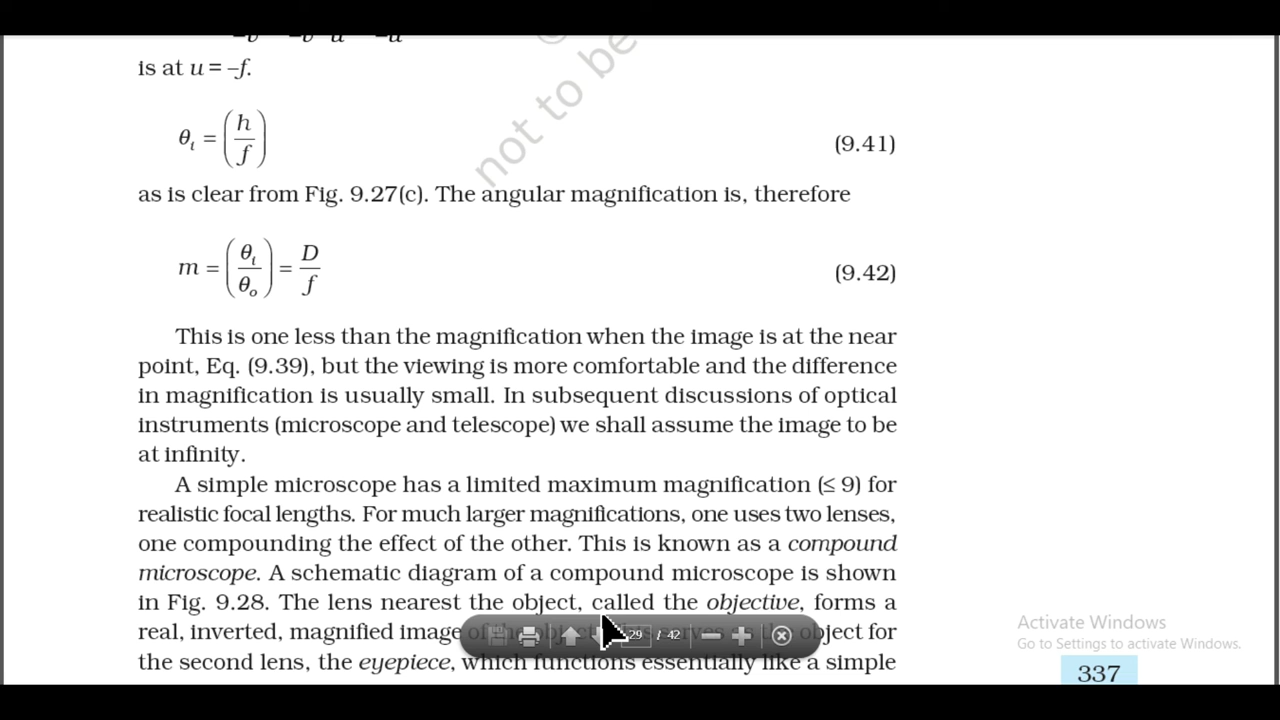 is at u = –f.
not to be
θi = (h/f) (9.41)
as is clear from Fig. 9.27(c). The angular magnification is, therefore
m = (θi/θo) = D/f (9.42)
This is one less than the magnification when the image is at the near
point, Eq. (9.39), but the viewing is more comfortable and the difference
in magnification is usually small. In subsequent discussions of optical
instruments (microscope and telescope) we shall assume the image to be
at infinity.
A simple microscope has a limited maximum magnification (≤ 9) for
realistic focal lengths. For much larger magnifications, one uses two lenses,
one compounding the effect of the other. This is known as a compound
microscope. A schematic diagram of a compound microscope is shown
in Fig. 9.28. The lens nearest the object, called the objective, forms a
real, inverted, magnified image of the object for
29 / 42
the second lens, the eyepiece, which functions essentially like a simple
Activate Windows
Go to Settings to activate Windows.
337